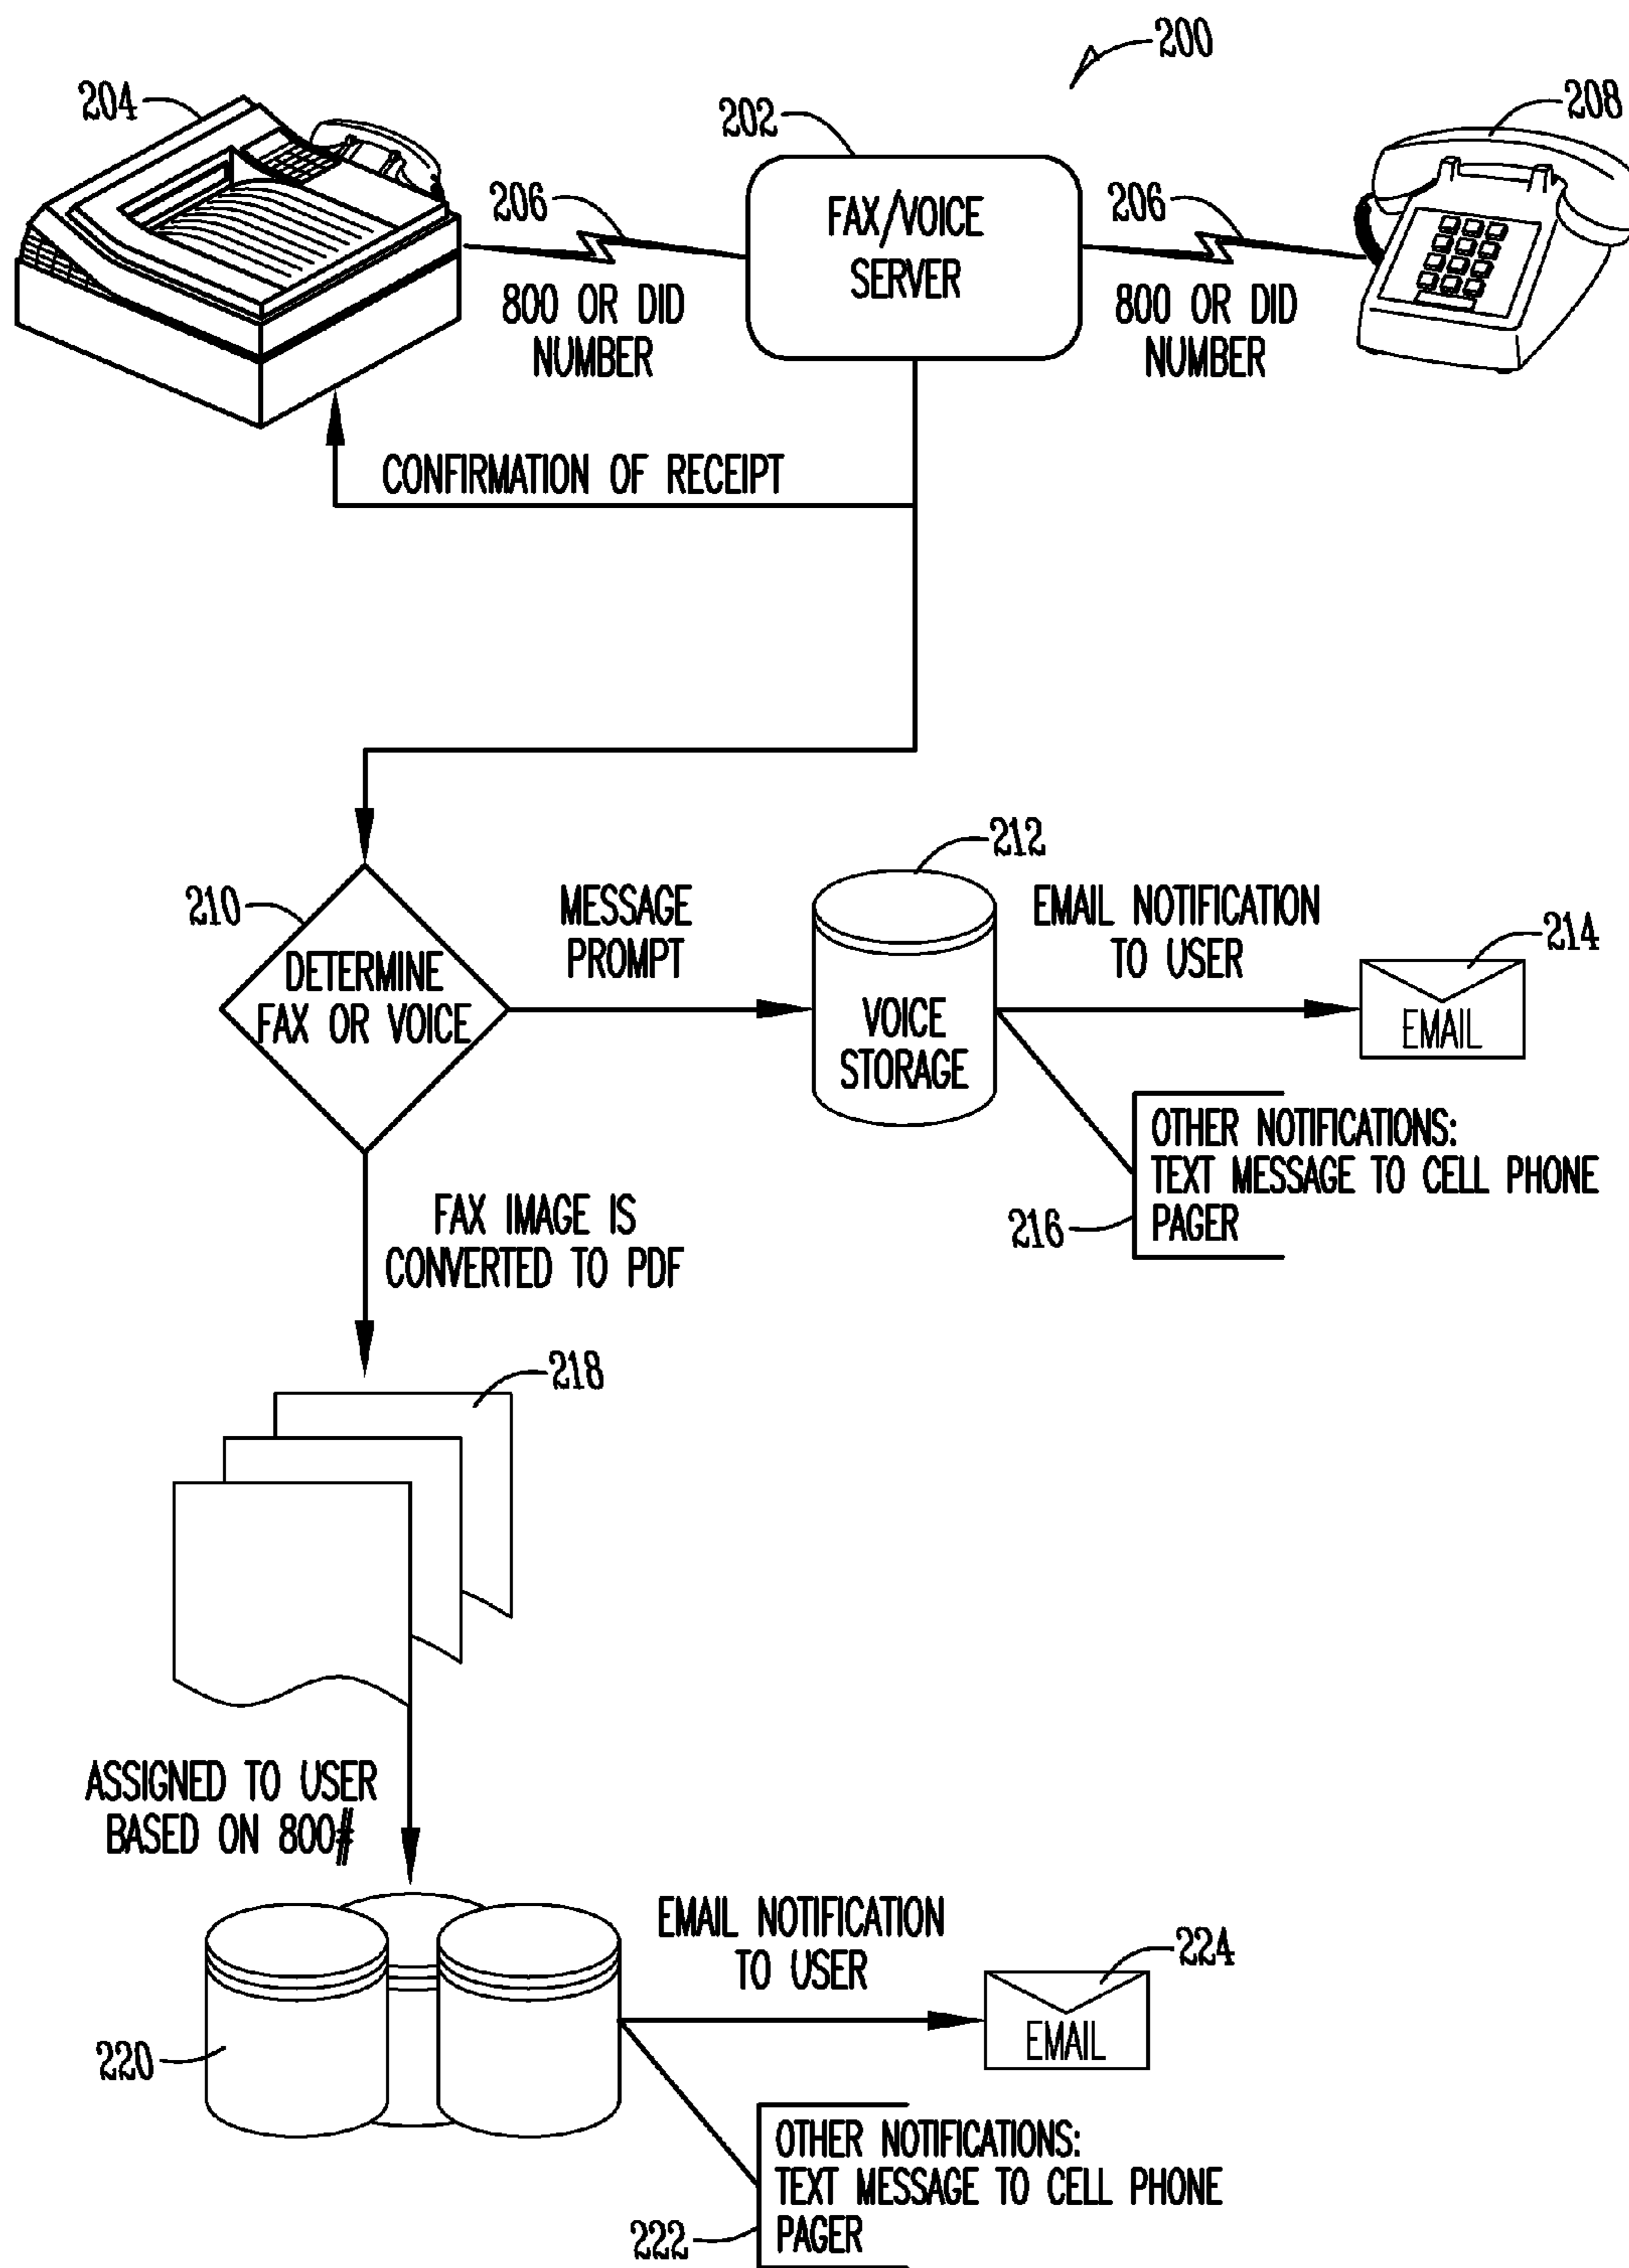 200
204
202
208
206
FAX/VOICE
SERVER
206
800 OR DID
NUMBER
800 OR DID
NUMBER
CONFIRMATION OF RECEIPT
210
DETERMINE
FAX OR VOICE
MESSAGE
PROMPT
212
VOICE
STORAGE
EMAIL NOTIFICATION
TO USER
214
EMAIL
OTHER NOTIFICATIONS:
TEXT MESSAGE TO CELL PHONE
PAGER
216
FAX IMAGE IS
CONVERTED TO PDF
218
ASSIGNED TO USER
BASED ON 800#
220
EMAIL NOTIFICATION
TO USER
224
EMAIL
OTHER NOTIFICATIONS:
TEXT MESSAGE TO CELL PHONE
PAGER
222